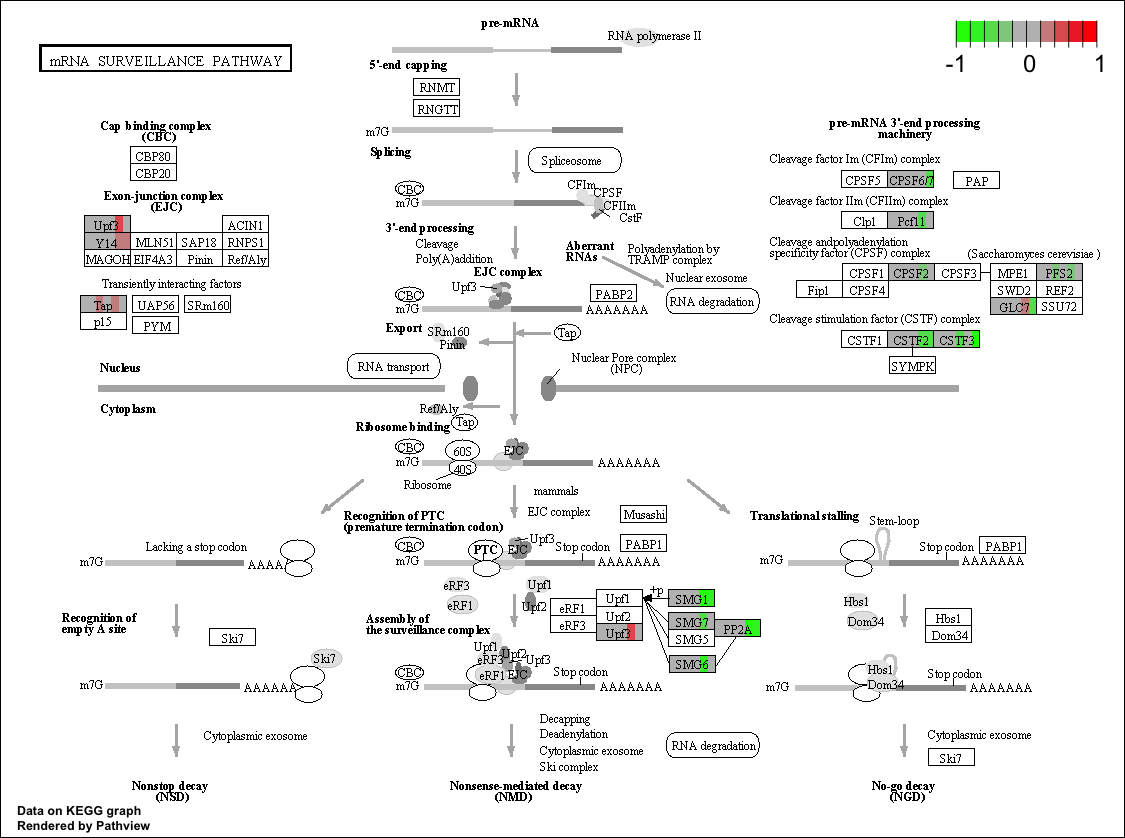 pre-mRNA
RNA polymerase II
mRNA SURVEILLANCE PATHWAY
-1 0 1
5'-end capping
RNMT
RNGTT
m7G
Cap binding complex
(CBC)
CBP80
CBP20
Exon-junction complex
(EJC)
Upf3 ACIN1
Y14 MLN51 SAP18 RNPS1
MAGOH EIF4A3 Pinin Ref/Aly
Transiently interacting factors
Tap UAP56 SRm160
p15 PYM
Splicing
Spliceosome
CBC
m7G
CFIm
CPSF
CFIIm
CstF
3'-end processing
Cleavage
Poly(A)addition
Aberrant
RNAs
Polyadenylation by
TRAMP complex
Nuclear exosome
RNA degradation
EJC complex
Upf3
CBC
m7G
PABP2
AAAAAAA
Export
SRm160
Pinin
Tap
RNA transport
Nuclear Pore complex
(NPC)
pre-mRNA 3'-end processing
machinery
Cleavage factor Im (CFIm) complex
CPSF5 CPSF6/7 PAP
Cleavage factor IIm (CFIIm) complex
Clp1 Pcf11
Cleavage andpolyadenylation
specificity factor (CPSF) complex
(Saccharomyces cerevisiae )
CPSF1 CPSF2 CPSF3 MPE1 PFS2
Fip1 CPSF4 SWD2 REF2
GLC7 SSU72
Cleavage stimulation factor (CSTF) complex
CSTF1 CSTF2 CSTF3
SYMPK
Nucleus
Cytoplasm
Ref/Aly
Tap
Ribosome binding
CBC
m7G
60S
40S
EJC
AAAAAAA
Ribosome
mammals
EJC complex
Recognition of PTC
(premature termination codon)
Musashi
PABP1
CBC
m7G
PTC
EJC
Upf3
Stop codon
AAAAAAA
Translational stalling
Stem-loop
m7G
Stop codon
PABP1
AAAAAAA
Lacking a stop codon
m7G
AAAA
eRF3
eRF1
Upf1
Upf2
eRF1
eRF3
Upf1
Upf2
Upf3
+p
SMG1
SMG7
SMG5
SMG6
PP2A
Hbs1
Dom34
Hbs1
Dom34
Recognition of
empty A site
Ski7
Ski7
m7G
AAAAAA
Assembly of
the surveillance complex
Upf1
Upf2
eRF3
Upf3
eRF1
EJC
CBC
m7G
Stop codon
AAAAAAA
Hbs1
Dom34
m7G
Stop codon
AAAAAAA
Cytoplasmic exosome
Decapping
Deadenylation
Cytoplasmic exosome
Ski complex
RNA degradation
Cytoplasmic exosome
Ski7
Nonstop decay
(NSD)
Nonsense-mediated decay
(NMD)
No-go decay
(NGD)
Data on KEGG graph
Rendered by Pathview